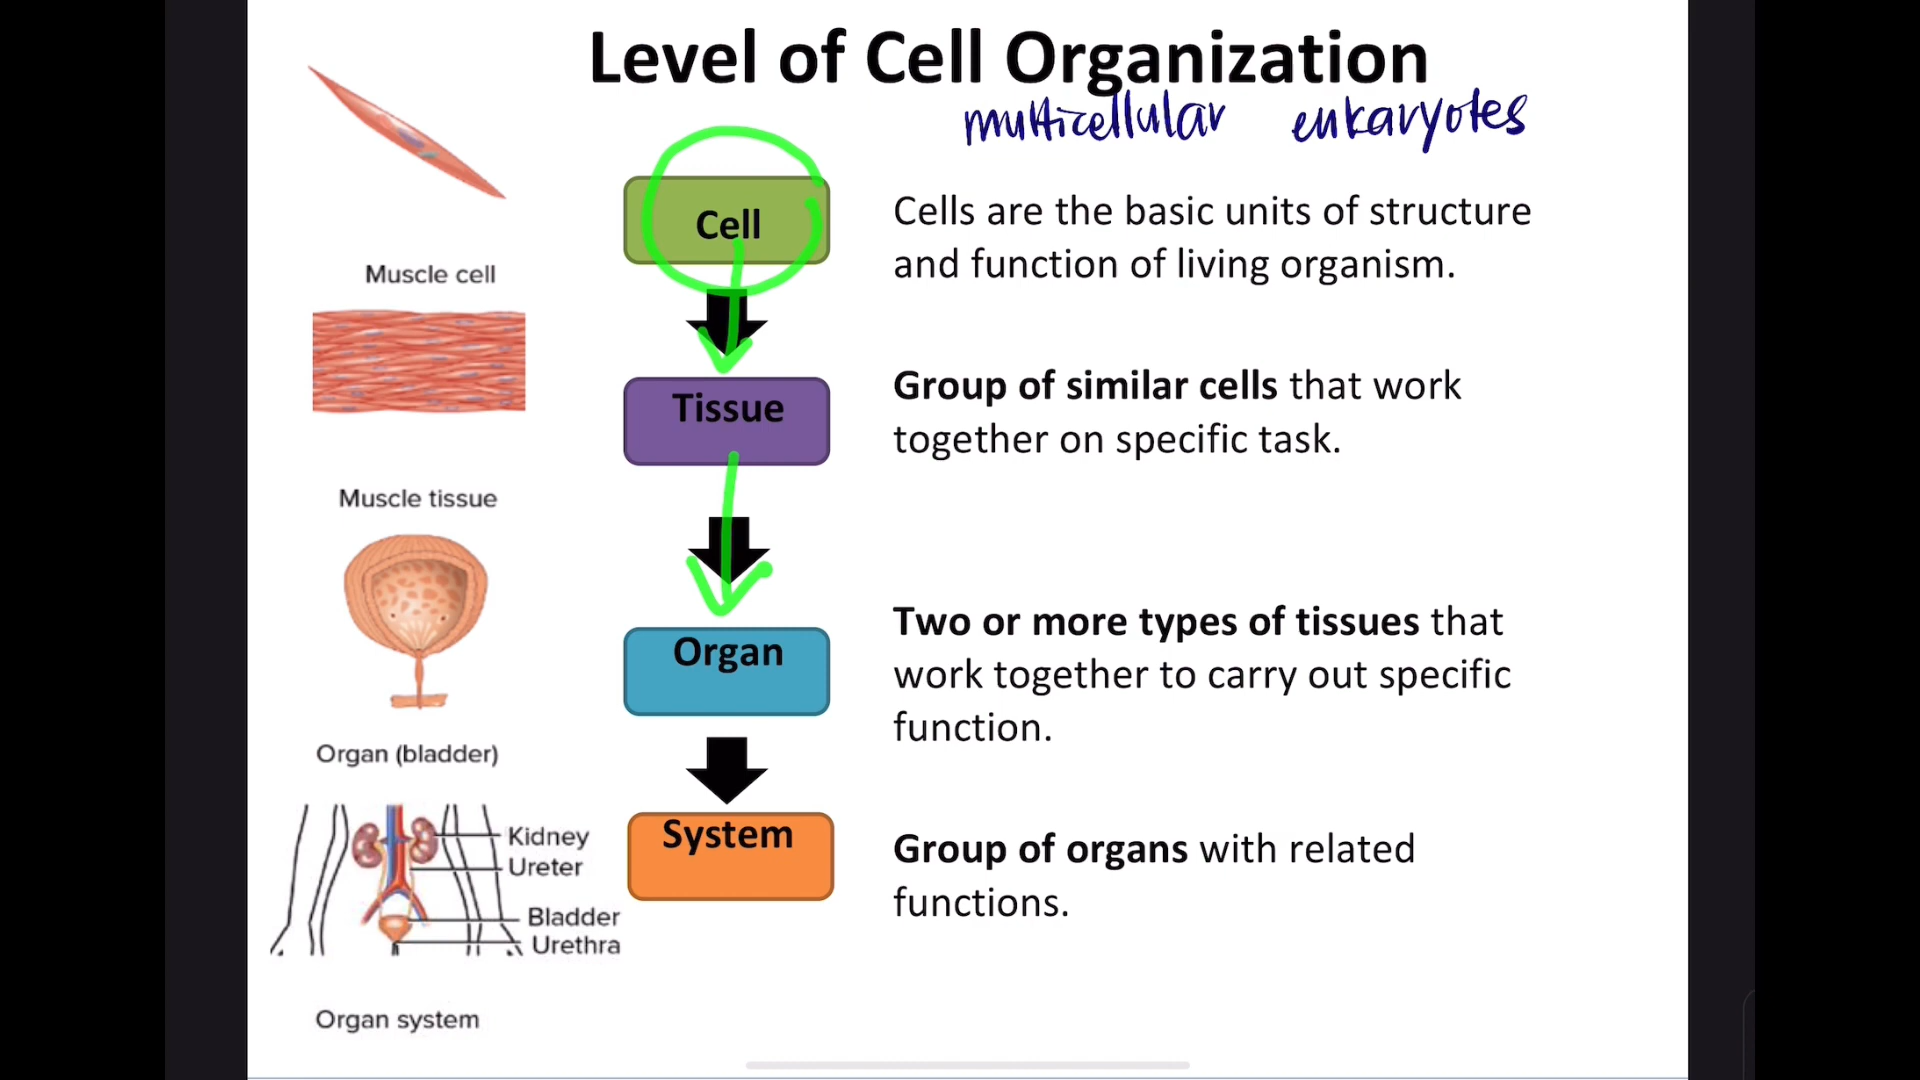 Level of Cell Organization
multicellular eukaryotes
Cell
Cells are the basic units of structure
and function of living organism.
Muscle cell
Tissue
Group of similar cells that work
together on specific task.
Muscle tissue
Organ
Two or more types of tissues that
work together to carry out specific
function.
Organ (bladder)
System
Group of organs with related
functions.
Kidney
Ureter
Bladder
Urethra
Organ system